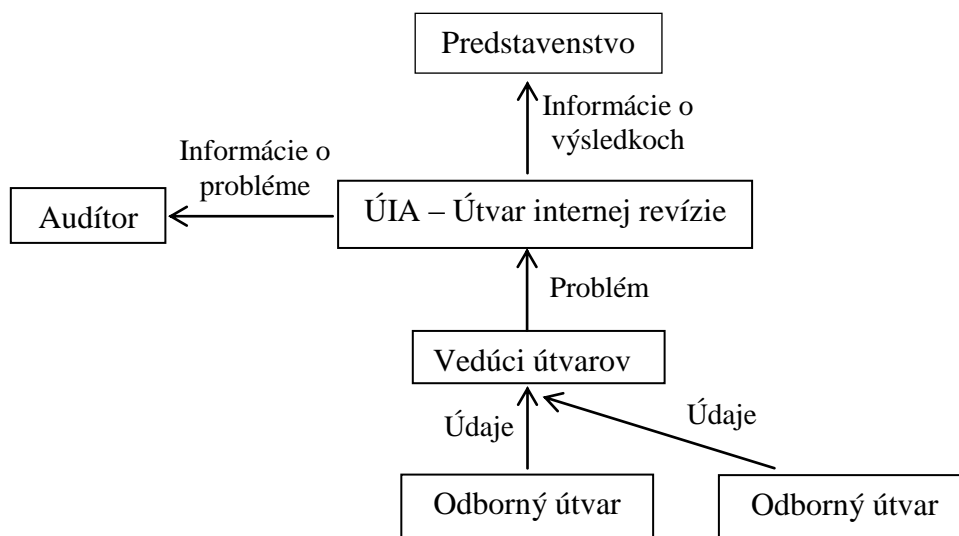 Predstavenstvo
Informácie o
výsledkoch
Informácie o
probléme
Audítor
ÚIA – Útvar internej revízie
Problém
Vedúci útvarov
Údaje
Údaje
Odborný útvar
Odborný útvar